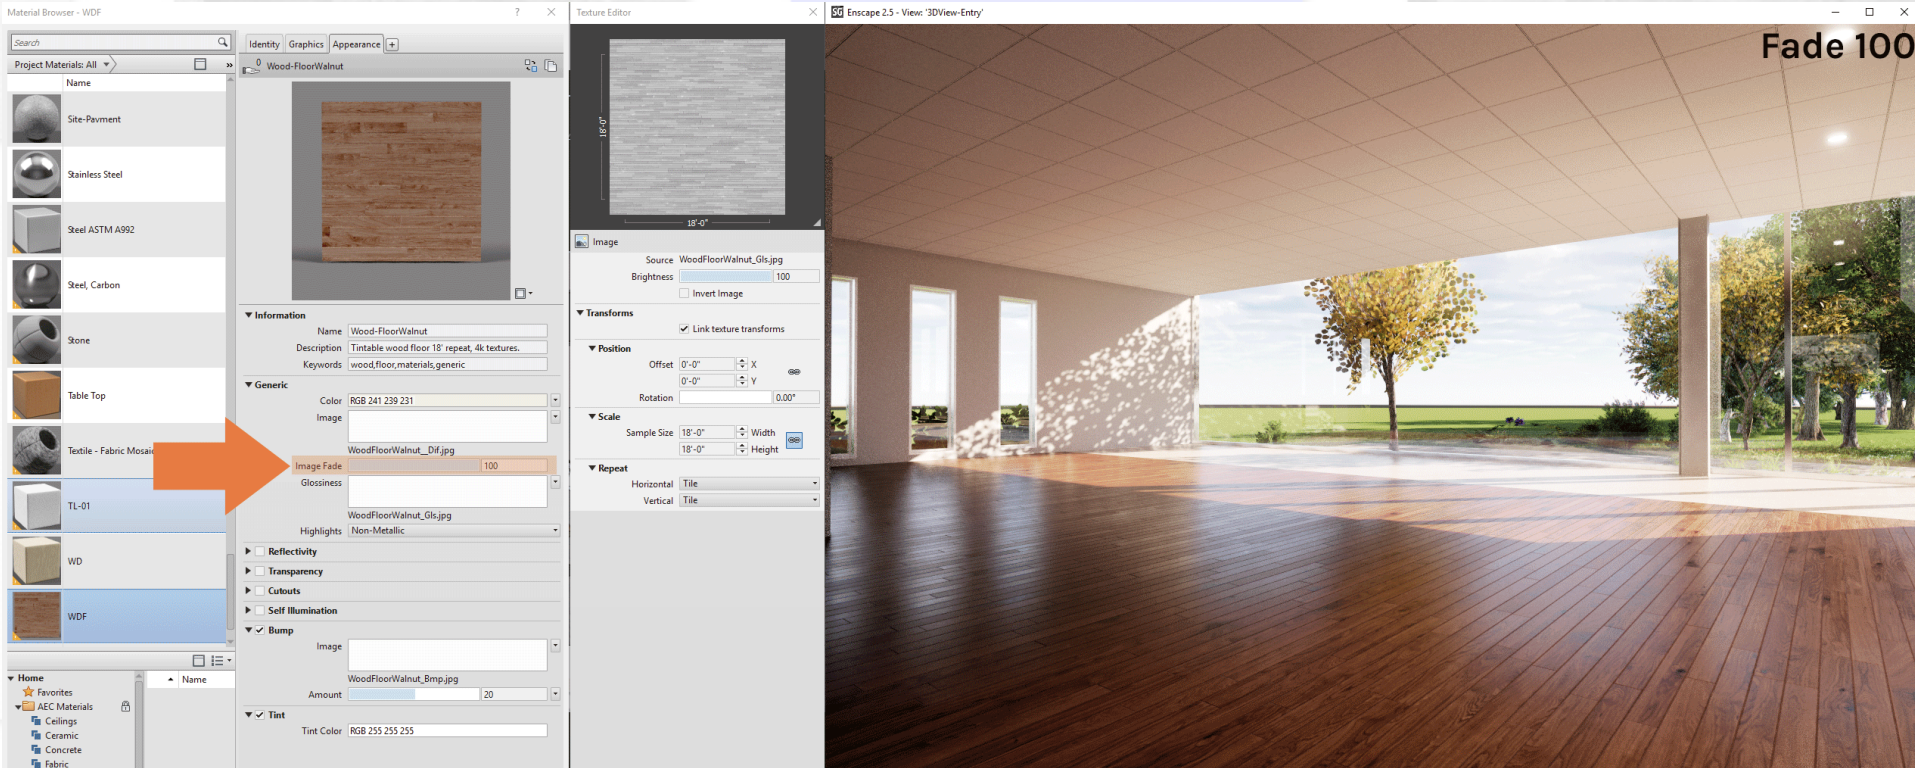 Material Browser - WDF
?
Search
Project Materials: All
»
Name
Site-Pavment
Stainless Steel
Steel ASTM A992
Steel, Carbon
Stone
Table Top
Textile - Fabric Mosaic
TL-01
WD
WDF
Home
Favorites
AEC Materials
Ceilings
Ceramic
Concrete
Fabric
Name
Identity
Graphics
Appearance
+
0
Wood-FloorWalnut
Information
Name Wood-FloorWalnut
Description Tintable wood floor 18' repeat, 4k textures.
Keywords wood,floor,materials,generic
Generic
Color RGB 241 239 231
Image
WoodFloorWalnut__Dif.jpg
Image Fade 100
Glossiness
WoodFloorWalnut_Gls.jpg
Highlights Non-Metallic
Reflectivity
Transparency
Cutouts
Self Illumination
Bump
Image
WoodFloorWalnut_Bmp.jpg
Amount 20
Tint
Tint Color RGB 255 255 255
Texture Editor
18'-0"
18'-0"
Image
Source WoodFloorWalnut_Gls.jpg
Brightness 100
Invert Image
Transforms
Link texture transforms
Position
Offset 0'-0" X
0'-0" Y
Rotation 0.00°
Scale
Sample Size 18'-0" Width
18'-0" Height
Repeat
Horizontal Tile
Vertical Tile
Enscape 2.5 - View: '3DView-Entry'
Fade 100